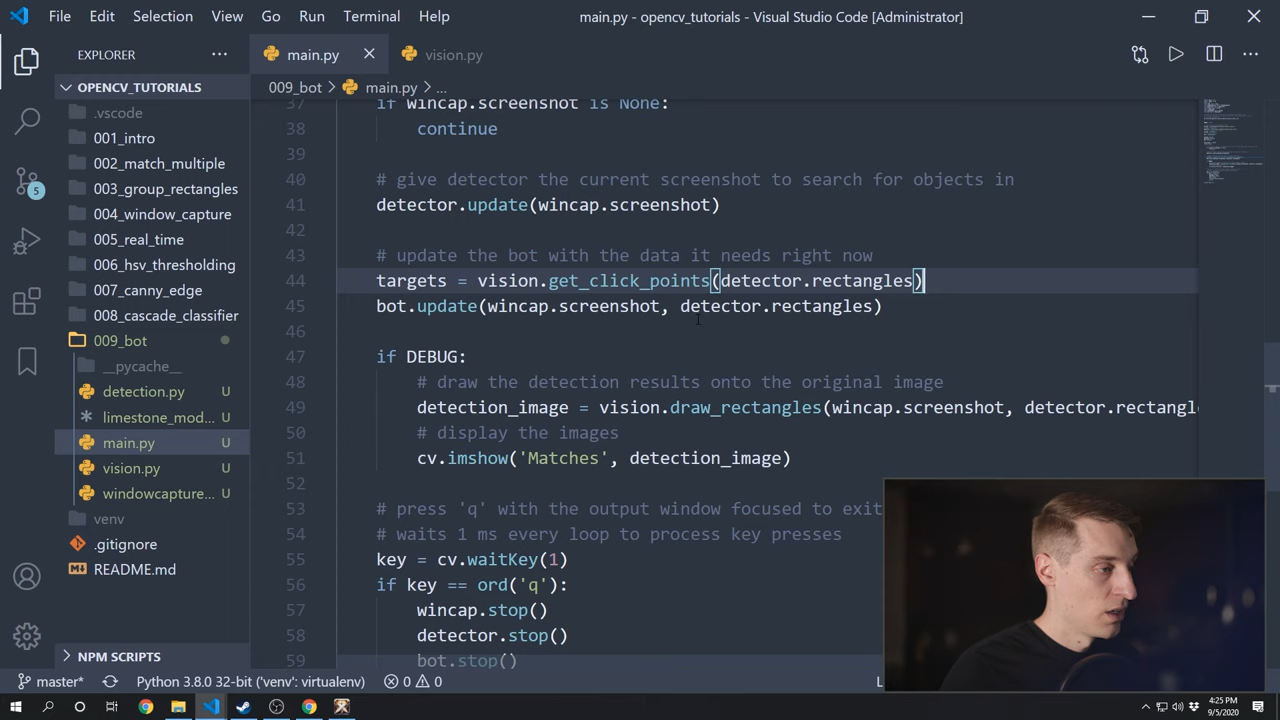 File Edit Selection View Go Run Terminal Help
main.py - opencv_tutorials - Visual Studio Code [Administrator]
EXPLORER
main.py
vision.py
OPENCV_TUTORIALS
009_bot > main.py > ...
.vscode
001_intro
002_match_multiple
003_group_rectangles
004_window_capture
005_real_time
006_hsv_thresholding
007_canny_edge
008_cascade_classifier
009_bot
__pycache__
detection.py U
limestone_mod... U
main.py U
vision.py U
windowcapture... U
venv
.gitignore
README.md
NPM SCRIPTS
5
37 if wincap.screenshot is None:
38 continue
39
40 # give detector the current screenshot to search for objects in
41 detector.update(wincap.screenshot)
42
43 # update the bot with the data it needs right now
44 targets = vision.get_click_points(detector.rectangles)
45 bot.update(wincap.screenshot, detector.rectangles)
46
47 if DEBUG:
48 # draw the detection results onto the original image
49 detection_image = vision.draw_rectangles(wincap.screenshot, detector.rectangl
50 # display the images
51 cv.imshow('Matches', detection_image)
52
53 # press 'q' with the output window focused to exit
54 # waits 1 ms every loop to process key presses
55 key = cv.waitKey(1)
56 if key == ord('q'):
57 wincap.stop()
58 detector.stop()
59 bot.stop()
master* Python 3.8.0 32-bit ('venv': virtualenv) 0 0 L
4:25 PM
9/5/2020